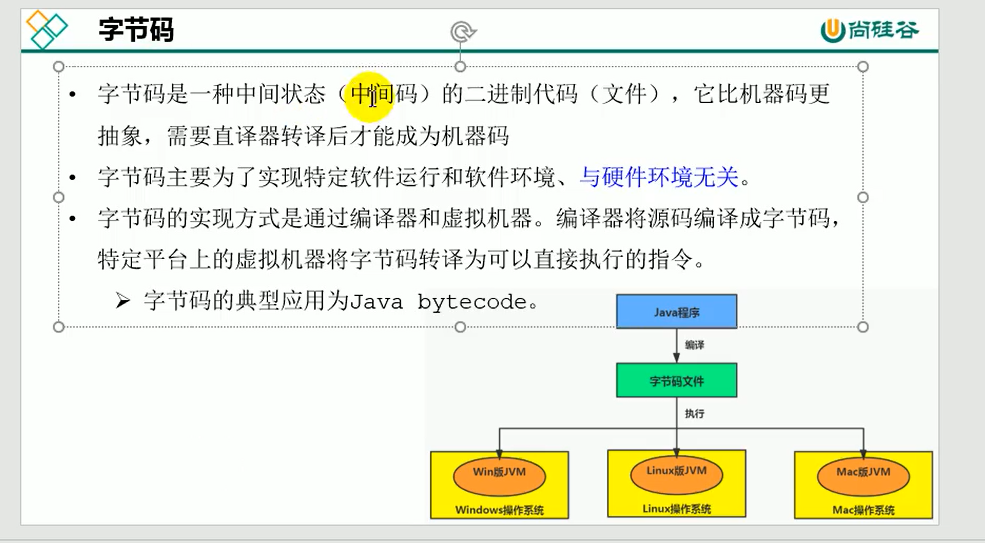 字节码
尚硅谷
• 字节码是一种中间状态（中间码）的二进制代码（文件），它比机器码更
抽象，需要直译器转译后才能成为机器码
• 字节码主要为了实现特定软件运行和软件环境、与硬件环境无关。
• 字节码的实现方式是通过编译器和虚拟机器。编译器将源码编译成字节码，
特定平台上的虚拟机器将字节码转译为可以直接执行的指令。
➢ 字节码的典型应用为Java bytecode。
Java程序
编译
字节码文件
执行
Win版JVM
Linux版JVM
Mac版JVM
Windows操作系统
Linux操作系统
Mac操作系统